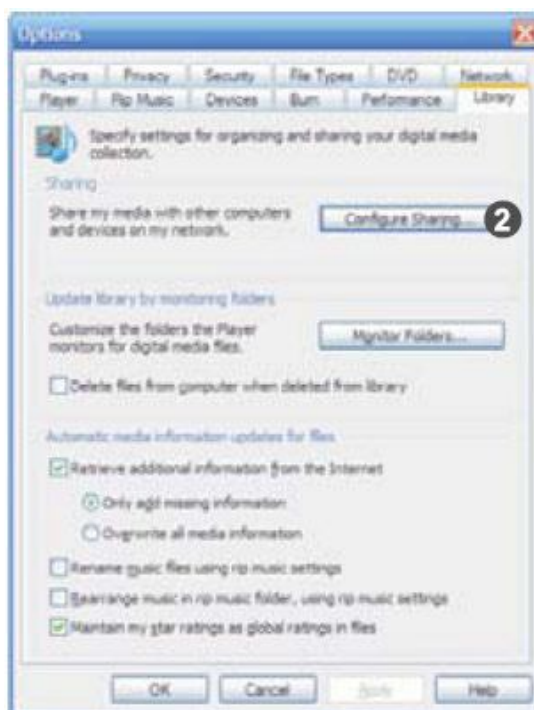 Options
Plug-ins Privacy Security File Types DVD Network
Player Rip Music Devices Burn Performance Library
Specify settings for organizing and sharing your digital media
collection.
Sharing
Share my media with other computers
and devices on my network.
Configure Sharing... 2
Update library by monitoring folders
Customize the folders the Player
monitors for digital media files.
Monitor Folders...
Delete files from computer when deleted from library
Automatic media information updates for files
Retrieve additional information from the Internet
Only add missing information
Overwrite all media information
Rename music files using rip music settings
Rearrange music in rip music folder, using rip music settings
Maintain my star ratings as global ratings in files
OK Cancel Apply Help